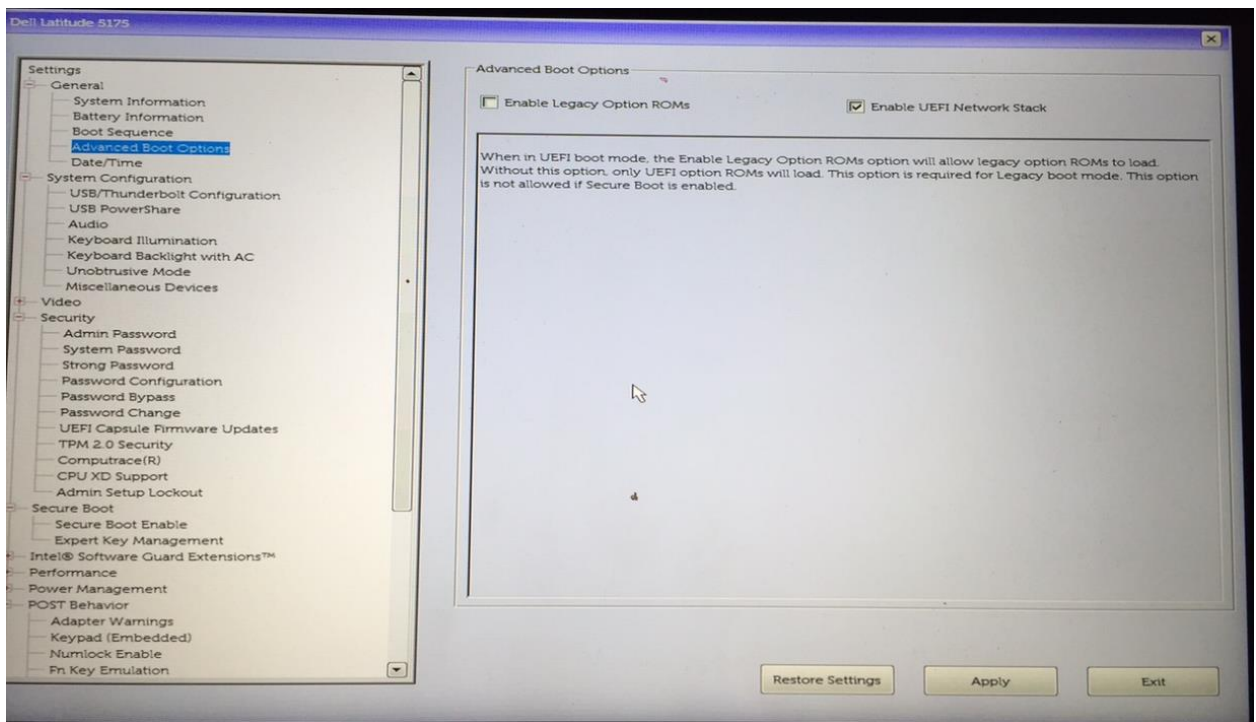 Dell Latitude 5175
Settings
General
System Information
Battery Information
Boot Sequence
Advanced Boot Options
Date/Time
System Configuration
USB/Thunderbolt Configuration
USB PowerShare
Audio
Keyboard Illumination
Keyboard Backlight with AC
Unobtrusive Mode
Miscellaneous Devices
Video
Security
Admin Password
System Password
Strong Password
Password Configuration
Password Bypass
Password Change
UEFI Capsule Firmware Updates
TPM 2.0 Security
Computrace(R)
CPU XD Support
Admin Setup Lockout
Secure Boot
Secure Boot Enable
Expert Key Management
Intel® Software Guard Extensions™
Performance
Power Management
POST Behavior
Adapter Warnings
Keypad (Embedded)
Numlock Enable
Fn Key Emulation
Advanced Boot Options
Enable Legacy Option ROMs
Enable UEFI Network Stack
When in UEFI boot mode, the Enable Legacy Option ROMs option will allow legacy option ROMs to load.
Without this option, only UEFI option ROMs will load. This option is required for Legacy boot mode. This option
is not allowed if Secure Boot is enabled.
Restore Settings
Apply
Exit